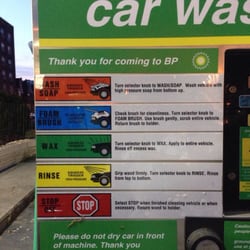 car wa
Thank you for coming to BP
WASH
SOAP
Turn selector knob to WASH/SOAP. Wash vehicle with
high pressure soap from bottom up.
FOAM
BRUSH
Check brush for cleanliness. Turn selector knob to
FOAM BRUSH. Use brush gently, scrub entire vehicle.
Return brush to holder.
WAX
Turn selector knob to WAX. Apply to entire vehicle.
Rinse off excess wax.
RINSE
Grip wand firmly. Turn selector knob to RINSE. Rinse
from top to bottom.
STOP
STOP
Select STOP when finished cleaning vehicle or when
necessary. Return wand to holder.
Please do not dry car in front
of machine. Thank you